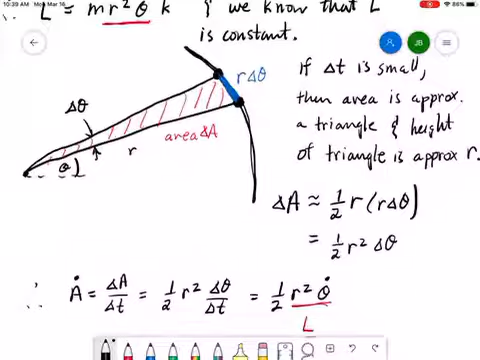 10:39 AM Mon Mar 16
86%
∴ L = mr²θ̇ k & we know that L
is constant.
JB
rΔθ
Δθ
r
area ΔA
θ
If Δt is small,
then area is approx.
a triangle & height
of triangle is approx r.
ΔA ≈ ½ r(rΔθ)
= ½ r² Δθ
∴ Ȧ = ΔA/Δt = ½ r² Δθ/Δt = ½ r² θ̇
L